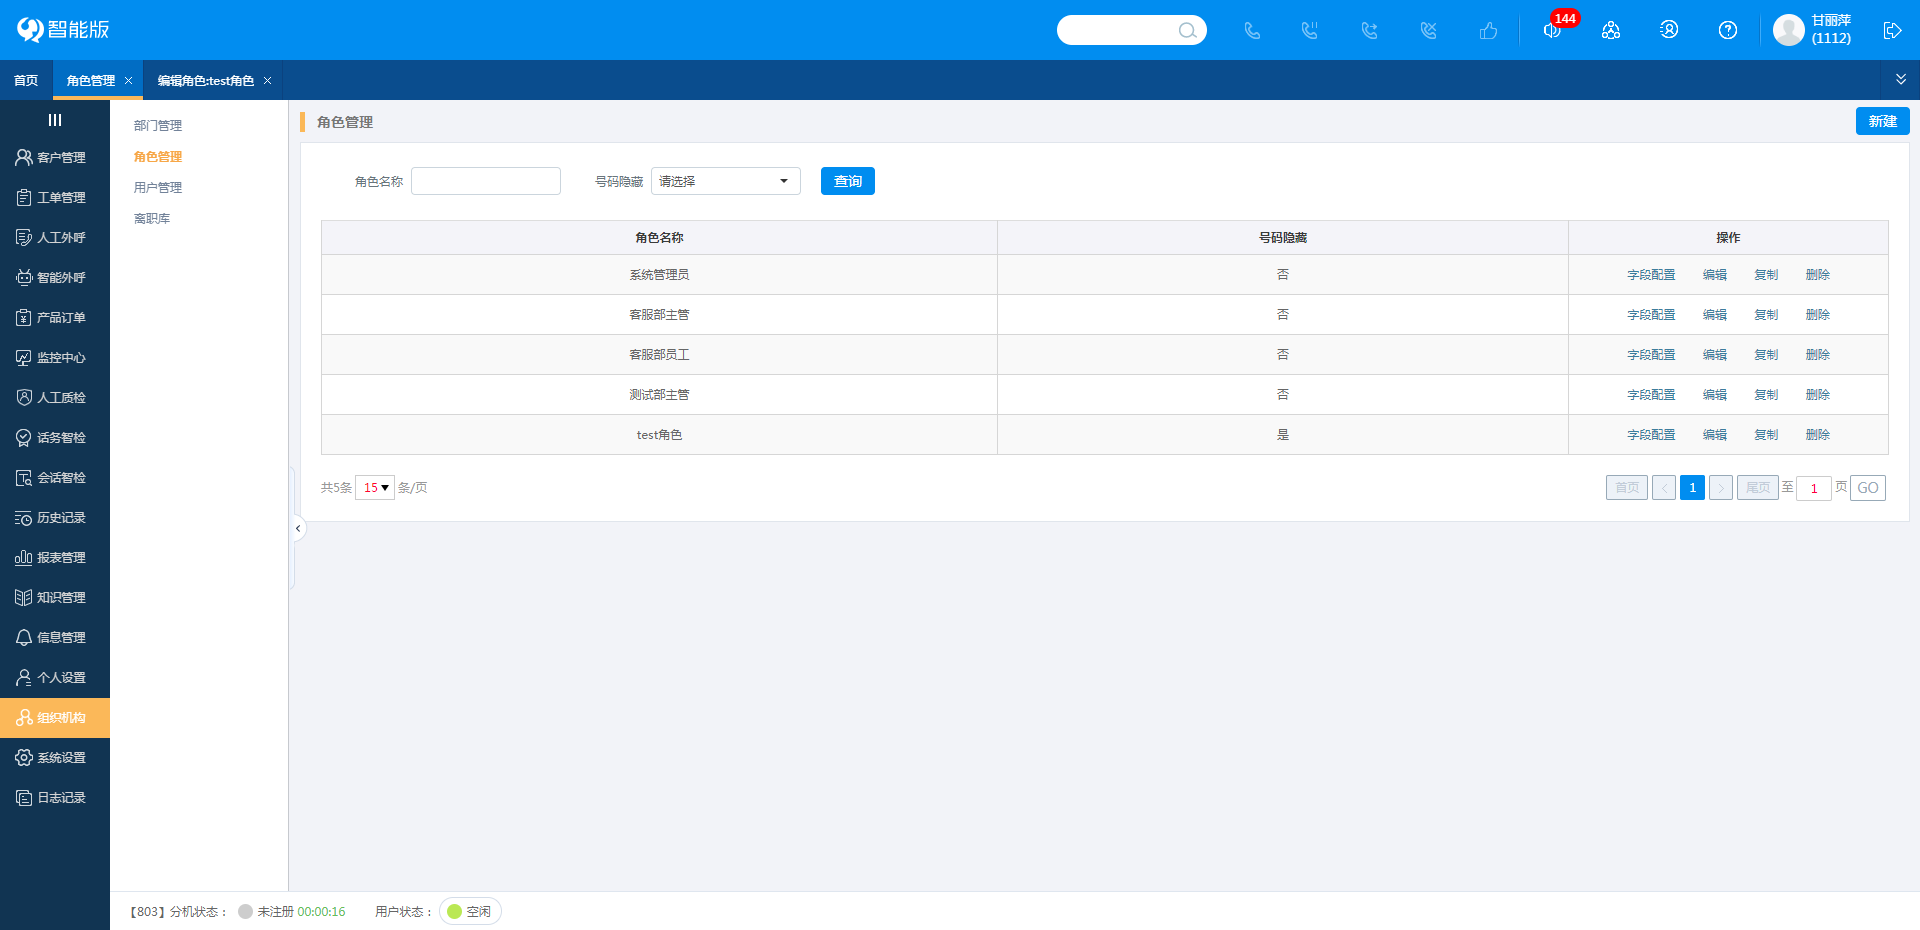 智能版
144
甘丽萍
(1112)
首页
角色管理 ×
编辑角色:test角色 ×
客户管理
工单管理
人工外呼
智能外呼
产品订单
监控中心
人工质检
话务智检
会话智检
历史记录
报表管理
知识管理
信息管理
个人设置
组织机构
系统设置
日志记录
部门管理
角色管理
用户管理
离职库
角色管理
新建
角色名称
号码隐藏 请选择
查询
角色名称 号码隐藏 操作
系统管理员 否 字段配置 编辑 复制 删除
客服部主管 否 字段配置 编辑 复制 删除
客服部员工 否 字段配置 编辑 复制 删除
测试部主管 否 字段配置 编辑 复制 删除
test角色 是 字段配置 编辑 复制 删除
共5条 15 条/页
首页 < 1 > 尾页 至 1 页 GO
【803】分机状态： 未注册 00:00:16 用户状态： 空闲